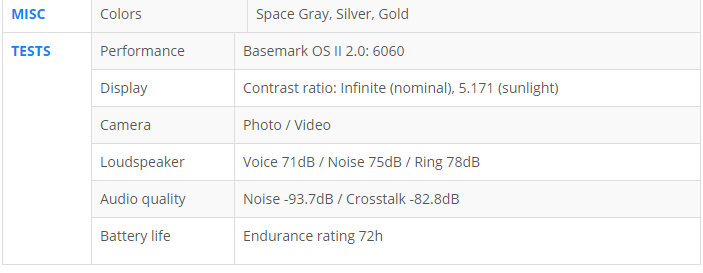 MISC Colors Space Gray, Silver, Gold
TESTS Performance Basemark OS II 2.0: 6060
Display Contrast ratio: Infinite (nominal), 5.171 (sunlight)
Camera Photo / Video
Loudspeaker Voice 71dB / Noise 75dB / Ring 78dB
Audio quality Noise -93.7dB / Crosstalk -82.8dB
Battery life Endurance rating 72h